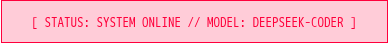 [ STATUS: SYSTEM ONLINE // MODEL: DEEPSEEK-CODER ]